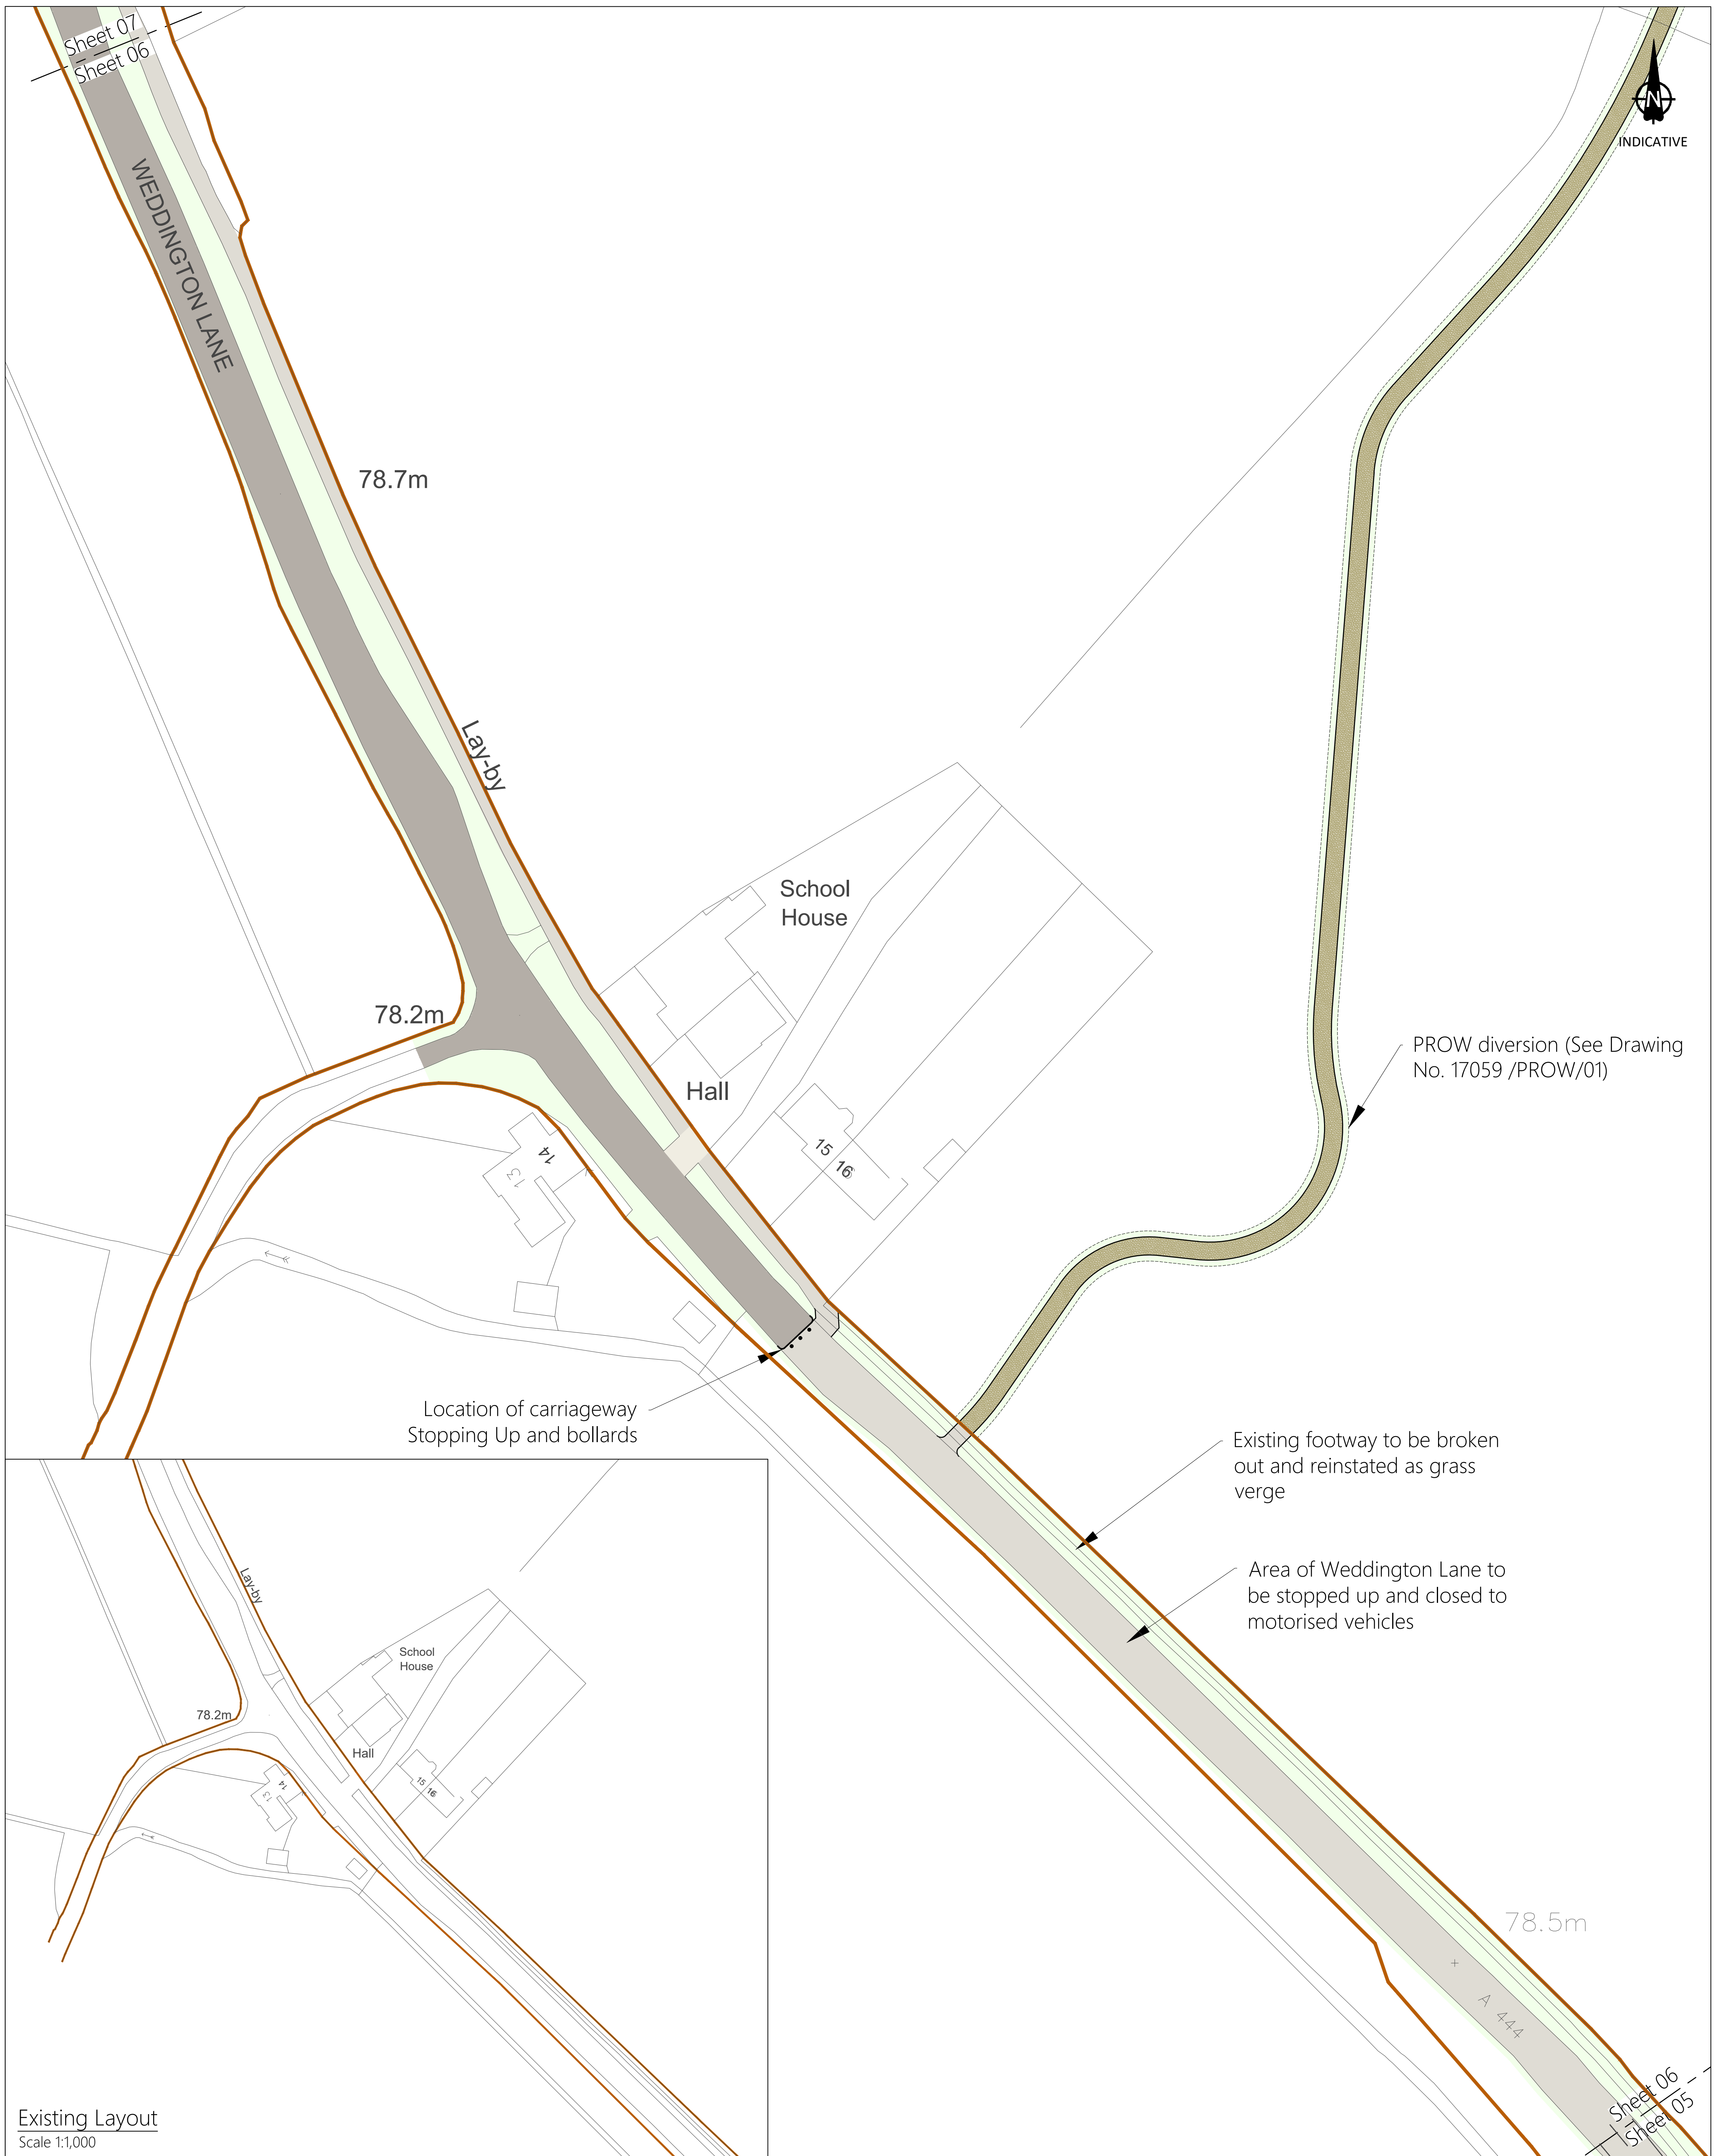 Sheet 07
Sheet 06
N
INDICATIVE
WEDDINGTON LANE
78.7m
Lay-by
School
House
78.2m
Hall
PROW diversion (See Drawing
No. 17059 /PROW/01)
14
13
15
16
Location of carriageway
Stopping Up and bollards
Existing footway to be broken
out and reinstated as grass
verge
Area of Weddington Lane to
be stopped up and closed to
motorised vehicles
Lay-by
School
House
78.2m
Hall
14
13
15
16
78.5m
A 444
Sheet 06
Sheet 05
Existing Layout
Scale 1:1,000